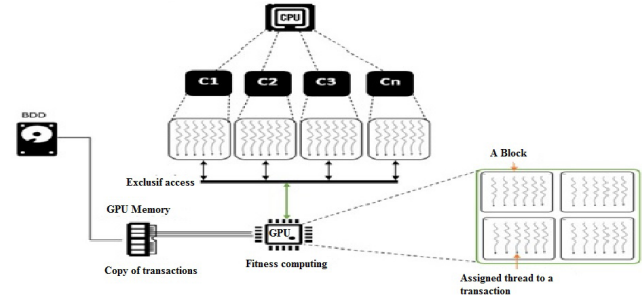 CPU
C1 C2 C3 Cn
BDD
A Block
Exclusif access
GPU Memory
GPU
Copy of transactions
Fitness computing
Assigned thread to a
transaction